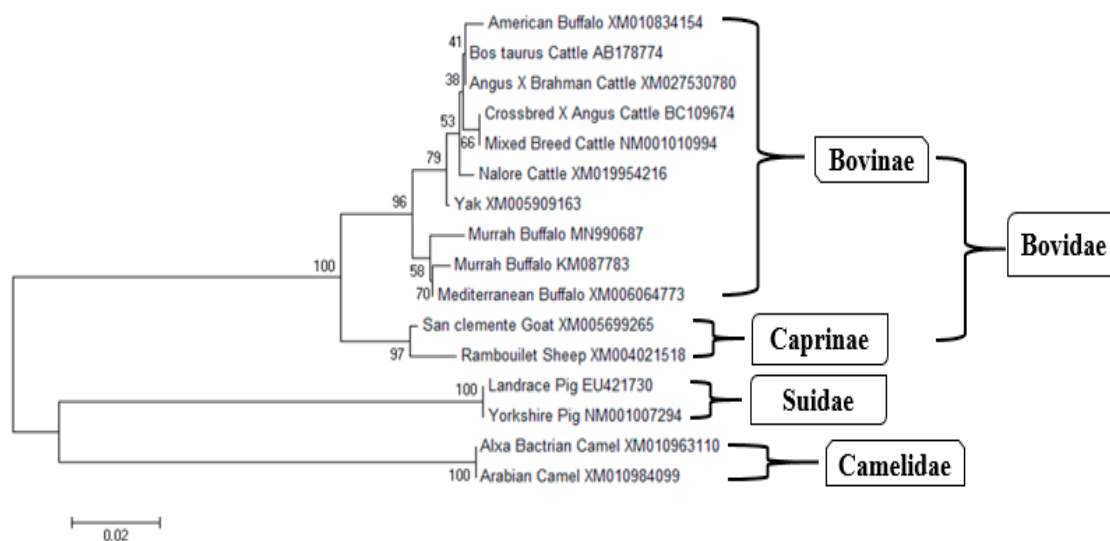 American Buffalo XM010834154
41
Bos taurus Cattle AB178774
38
Angus X Brahman Cattle XM027530780
Crossbred X Angus Cattle BC109674
53
66
Mixed Breed Cattle NM001010994
Bovinae
79
Nalore Cattle XM019954216
96
Yak XM005909163
Murrah Buffalo MN990687
Bovidae
100
58
Murrah Buffalo KM087783
70
Mediterranean Buffalo XM006064773
San clemente Goat XM005699265
Caprinae
97
Rambouilet Sheep XM004021518
100
Landrace Pig EU421730
Suidae
Yorkshire Pig NM001007294
Alxa Bactrian Camel XM010963110
Camelidae
100
Arabian Camel XM010984099
0.02